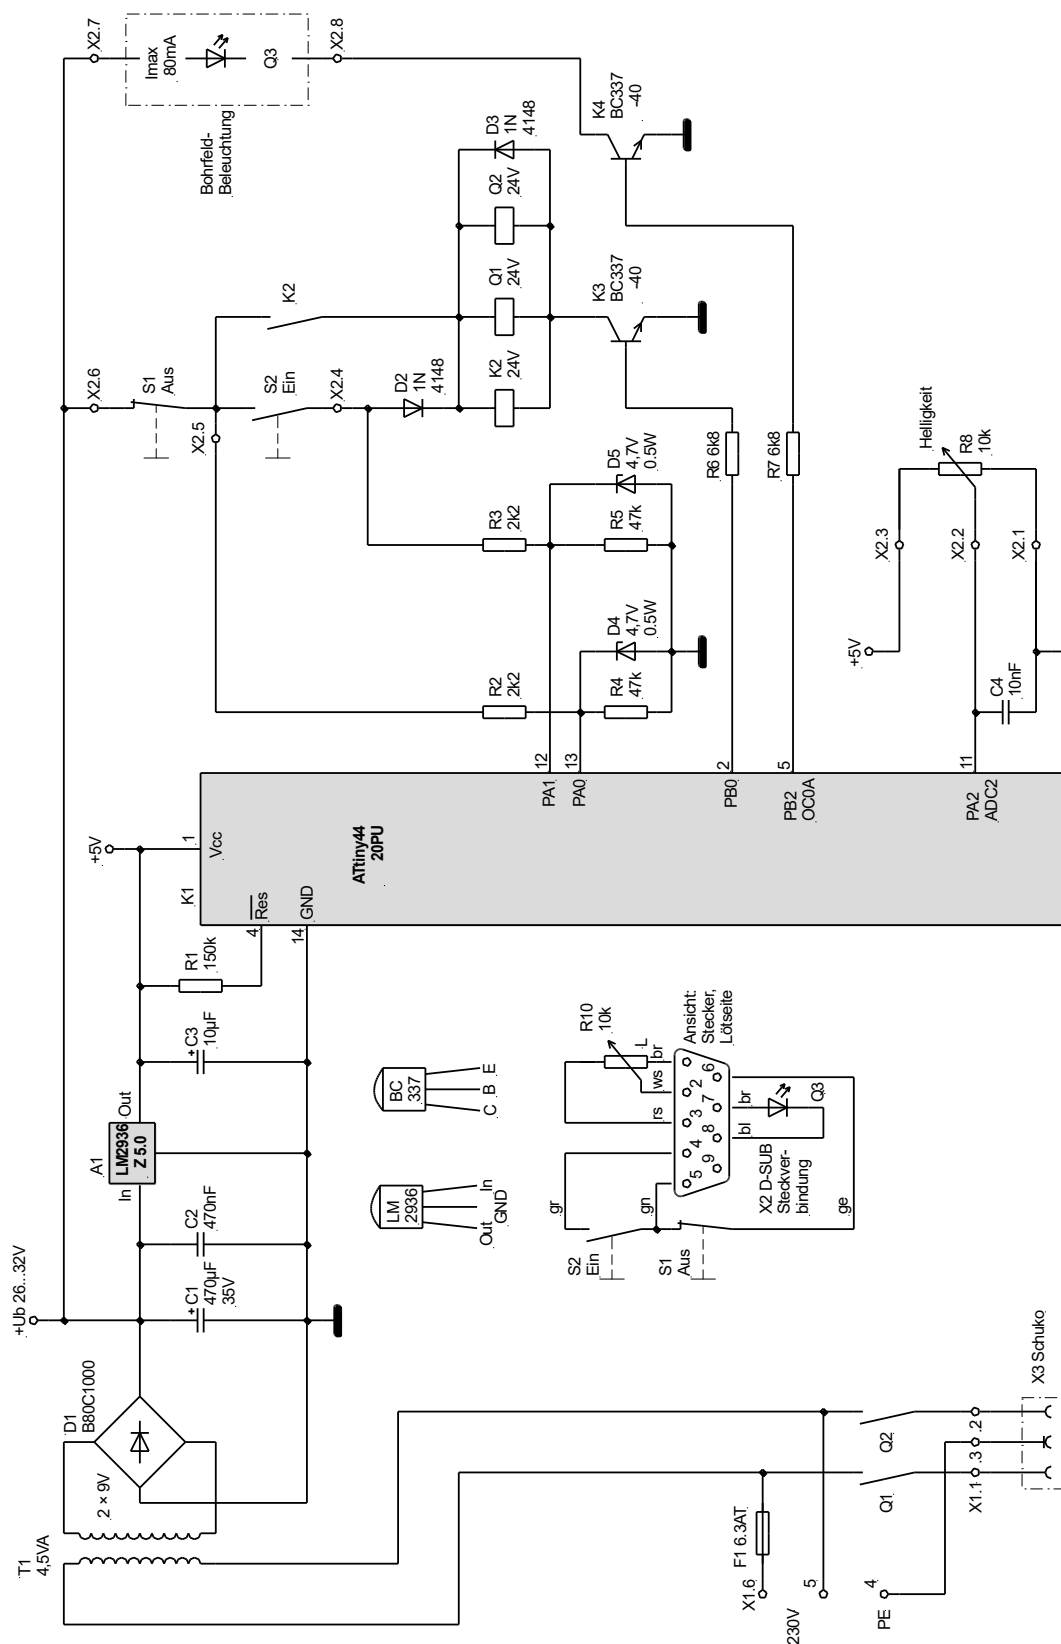 T1
4,5VA
2 × 9V
D1
B80C1000
+Ub 26...32V
+
C1
470µF
35V
C2
470nF
A1
In
LM2936
Z 5.0
Out
+
C3
10µF
R1
150k
+5V
K1
1
Vcc
4
Res
14
GND
ATtiny44
20PU
12
PA1
13
PA0
2
PB0
5
PB2
OC0A
11
PA2
ADC2
X2.7
Imax
80mA
Q3
X2.8
Bohrfeld-
Beleuchtung
X2.6
S1
Aus
X2.5
S2
Ein
X2.4
K2
D2
1N
4148
K2
24V
Q1
24V
Q2
24V
D3
1N
4148
K3
BC337
-40
K4
BC337
-40
R2
2k2
R3
2k2
R4
47k
D4
4,7V
0.5W
R5
47k
D5
4,7V
0.5W
R6 6k8
R7 6k8
+5V
X2.3
X2.2
X2.1
Helligkeit
R8
10k
C4
10nF
BC
337
C
B
E
LM
2936
Out
GND
In
R10
10k
L
rs
ws
br
gr
gn
5
4
3
2
9
8
7
6
Ansicht:
Stecker,
Lötseite
bl
br
Q3
X2 D-SUB
Steckver-
bindung
ge
S2
Ein
S1
Aus
X1.6
F1 6.3AT
230V
5
PE
4
Q1
Q2
X1.1
.3
.2
X3 Schuko